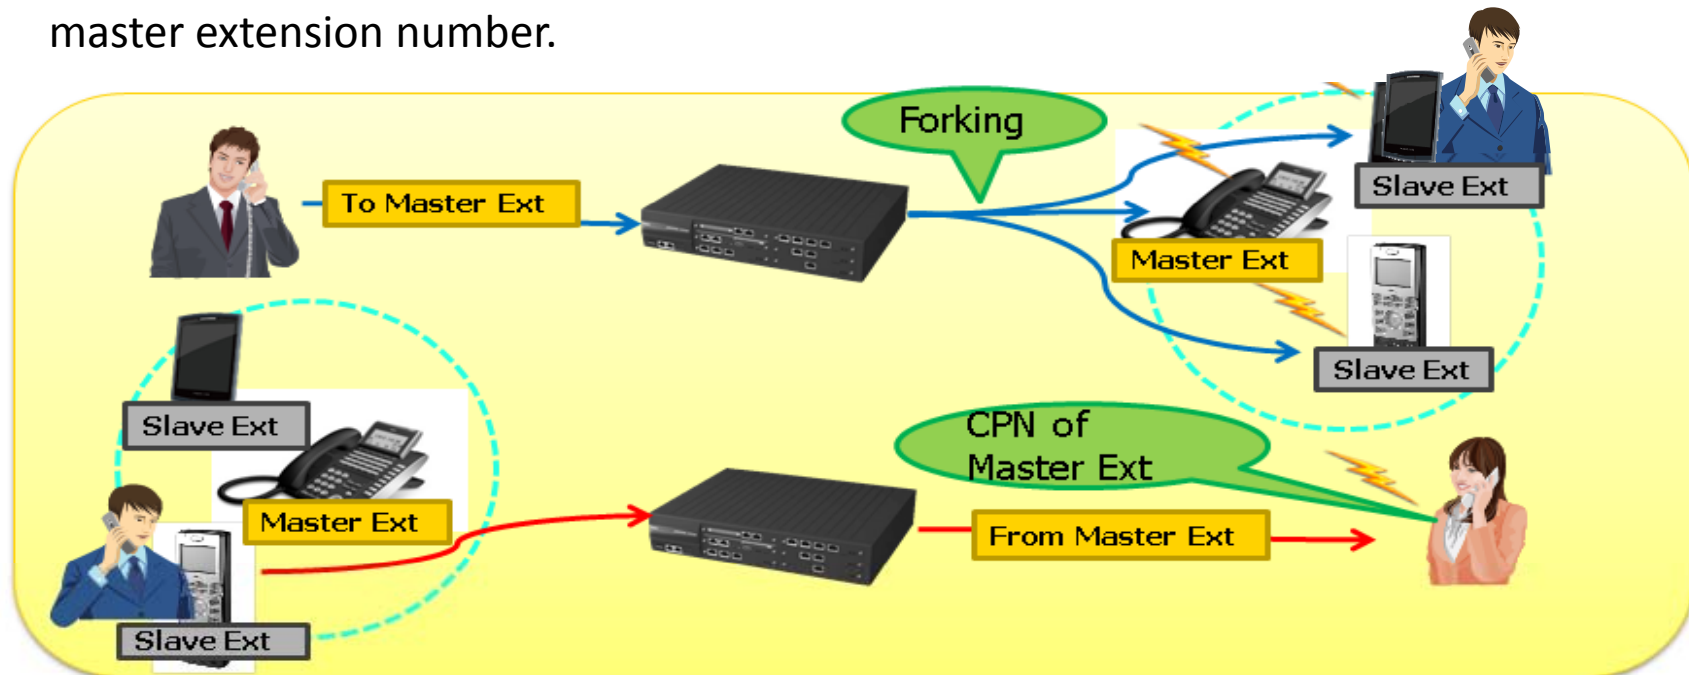 master extension number.
Forking
To Master Ext
Slave Ext
Master Ext
Slave Ext
Slave Ext
Master Ext
CPN of
Master Ext
From Master Ext
Slave Ext